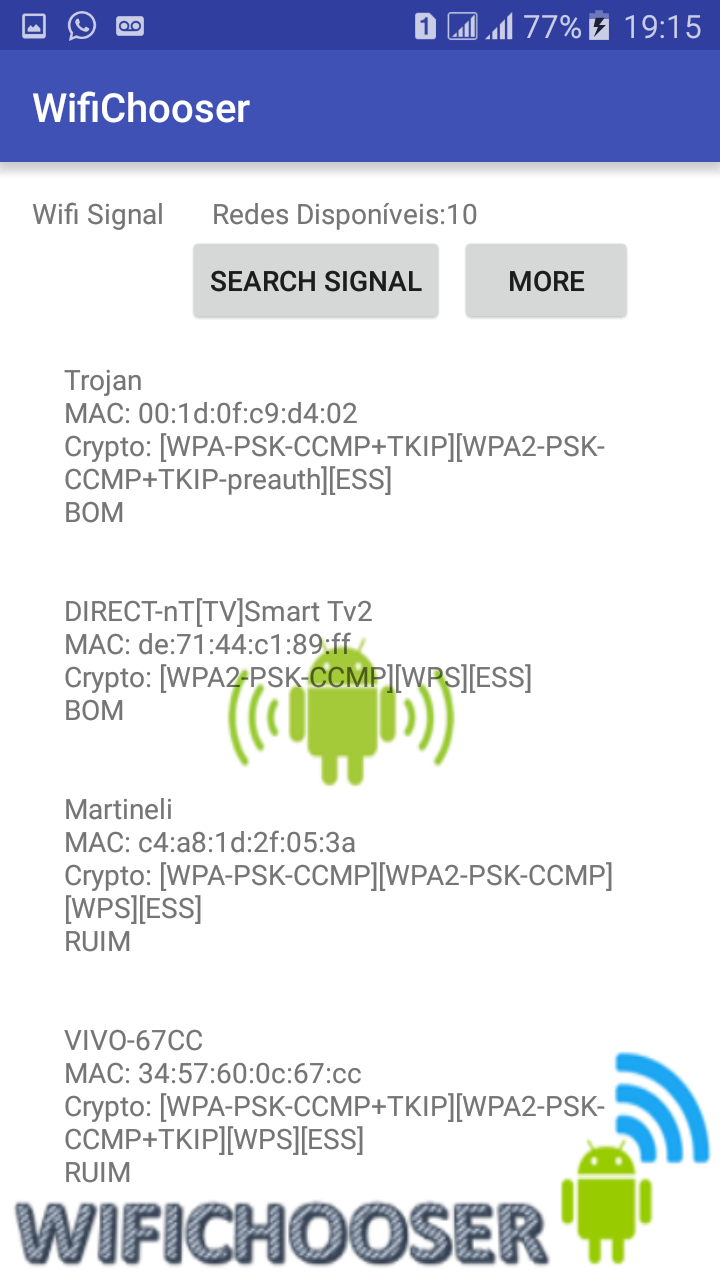 1 77% 19:15
WifiChooser
Wifi Signal Redes Disponíveis:10
SEARCH SIGNAL MORE
Trojan
MAC: 00:1d:0f:c9:d4:02
Crypto: [WPA-PSK-CCMP+TKIP][WPA2-PSK-
CCMP+TKIP-preauth][ESS]
BOM
DIRECT-nT[TV]Smart Tv2
MAC: de:71:44:c1:89:ff
Crypto: [WPA2-PSK-CCMP][WPS][ESS]
BOM
Martineli
MAC: c4:a8:1d:2f:05:3a
Crypto: [WPA-PSK-CCMP][WPA2-PSK-CCMP]
[WPS][ESS]
RUIM
VIVO-67CC
MAC: 34:57:60:0c:67:cc
Crypto: [WPA-PSK-CCMP+TKIP][WPA2-PSK-
CCMP+TKIP][WPS][ESS]
RUIM
WIFICHOOSER